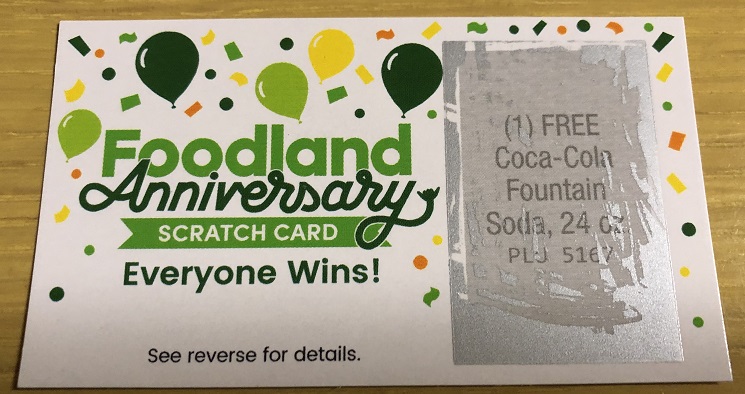 Foodland
Anniversary
SCRATCH CARD
Everyone Wins!
See reverse for details.
(1) FREE
Coca-Cola
Fountain
Soda, 24 oz
PLU 5167